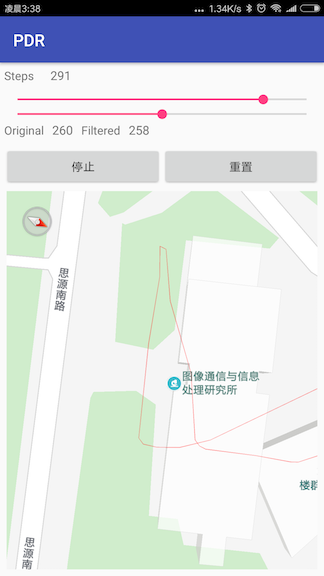 凌晨3:38
... 1.34K/s
PDR
Steps 291
Original 260 Filtered 258
停止 重置
思源南路
图像通信与信息
处理研究所
楼群
思源南